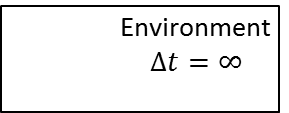 Environment
Δt = ∞